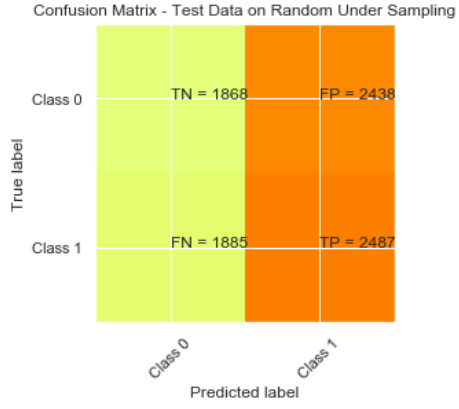 Confusion Matrix - Test Data on Random Under Sampling
True label
Class 0
TN = 1868
FP = 2438
Class 1
FN = 1885
TP = 2487
Class 0
Class 1
Predicted label